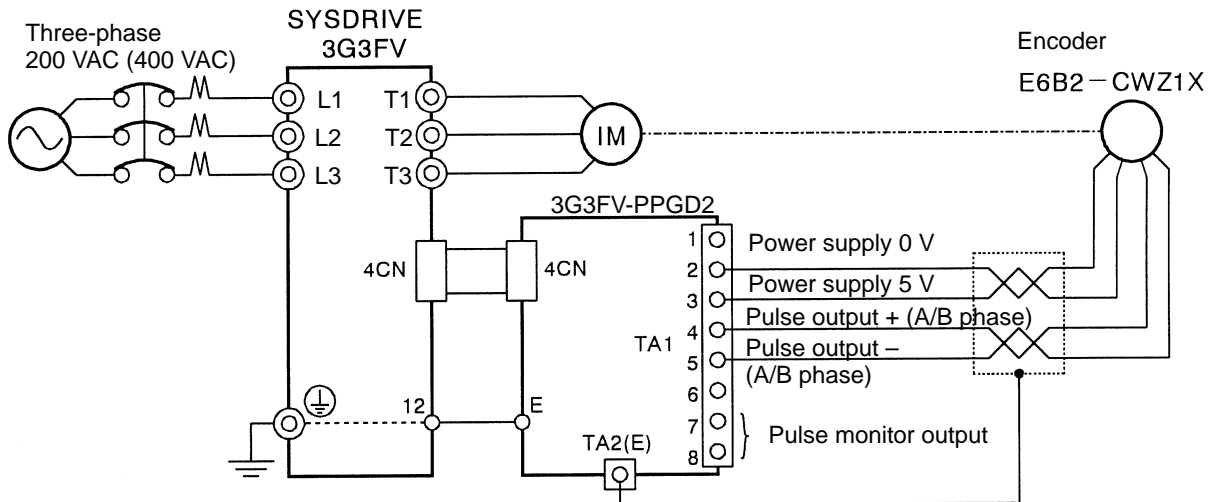 Three-phase
200 VAC (400 VAC)
SYSDRIVE
3G3FV
Encoder
E6B2-CWZ1X
L1
T1
L2
T2
IM
L3
T3
3G3FV-PPGD2
4CN
4CN
1
Power supply 0 V
2
Power supply 5 V
3
Pulse output + (A/B phase)
4
TA1
Pulse output –
(A/B phase)
5
6
7
Pulse monitor output
8
12
E
TA2(E)